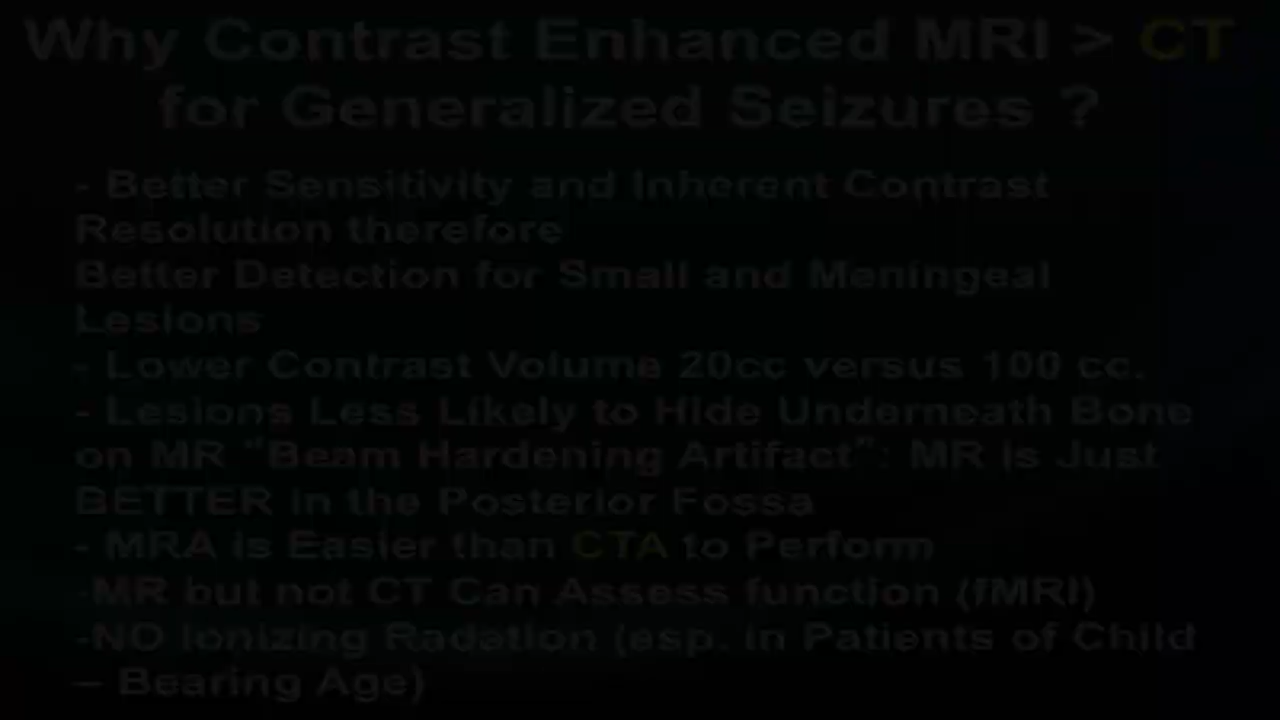 Why Contrast Enhanced MRI > CT
for Generalized Seizures ?
- Better Sensitivity and Inherent Contrast
Resolution therefore
Better Detection for Small and Meningeal
Lesions
- Lower Contrast Volume 20cc versus 100 cc.
- Lesions Less Likely to Hide Underneath Bone
on MR “Beam Hardening Artifact”: MR is Just
BETTER in the Posterior Fossa
- MRA is Easier than CTA to Perform
-MR but not CT Can Assess function (fMRI)
-NO Ionizing Radation (esp. in Patients of Child
– Bearing Age)